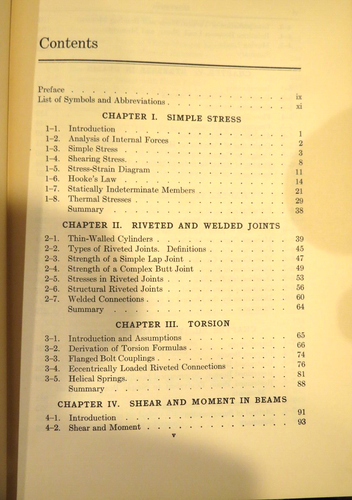 Contents
Preface . . . . . . . . . . . . . . . . ix
List of Symbols and Abbreviations . . . . . . . . . xi
CHAPTER I. SIMPLE STRESS
1–1. Introduction . . . . . . . . . . . . . 1
1–2. Analysis of Internal Forces . . . . . . . . . 2
1–3. Simple Stress . . . . . . . . . . . . . 3
1–4. Shearing Stress. . . . . . . . . . . . . 8
1–5. Stress-Strain Diagram . . . . . . . . . . 11
1–6. Hooke's Law . . . . . . . . . . . . . 14
1–7. Statically Indeterminate Members . . . . . . . 21
1–8. Thermal Stresses . . . . . . . . . . . . 29
Summary . . . . . . . . . . . . . . 38
CHAPTER II. RIVETED AND WELDED JOINTS
2–1. Thin-Walled Cylinders . . . . . . . . . . 39
2–2. Types of Riveted Joints. Definitions . . . . . . 45
2–3. Strength of a Simple Lap Joint . . . . . . . 47
2–4. Strength of a Complex Butt Joint . . . . . . . 49
2–5. Stresses in Riveted Joints . . . . . . . . . 53
2–6. Structural Riveted Joints . . . . . . . . . 56
2–7. Welded Connections . . . . . . . . . . . 60
Summary . . . . . . . . . . . . . . 64
CHAPTER III. TORSION
3–1. Introduction and Assumptions . . . . . . . . 65
3–2. Derivation of Torsion Formulas . . . . . . . 66
3–3. Flanged Bolt Couplings . . . . . . . . . . 74
3–4. Eccentrically Loaded Riveted Connections . . . . . 76
3–5. Helical Springs. . . . . . . . . . . . . 81
Summary . . . . . . . . . . . . . . 88
CHAPTER IV. SHEAR AND MOMENT IN BEAMS
4–1. Introduction . . . . . . . . . . . . . 91
4–2. Shear and Moment . . . . . . . . . . . 93
v